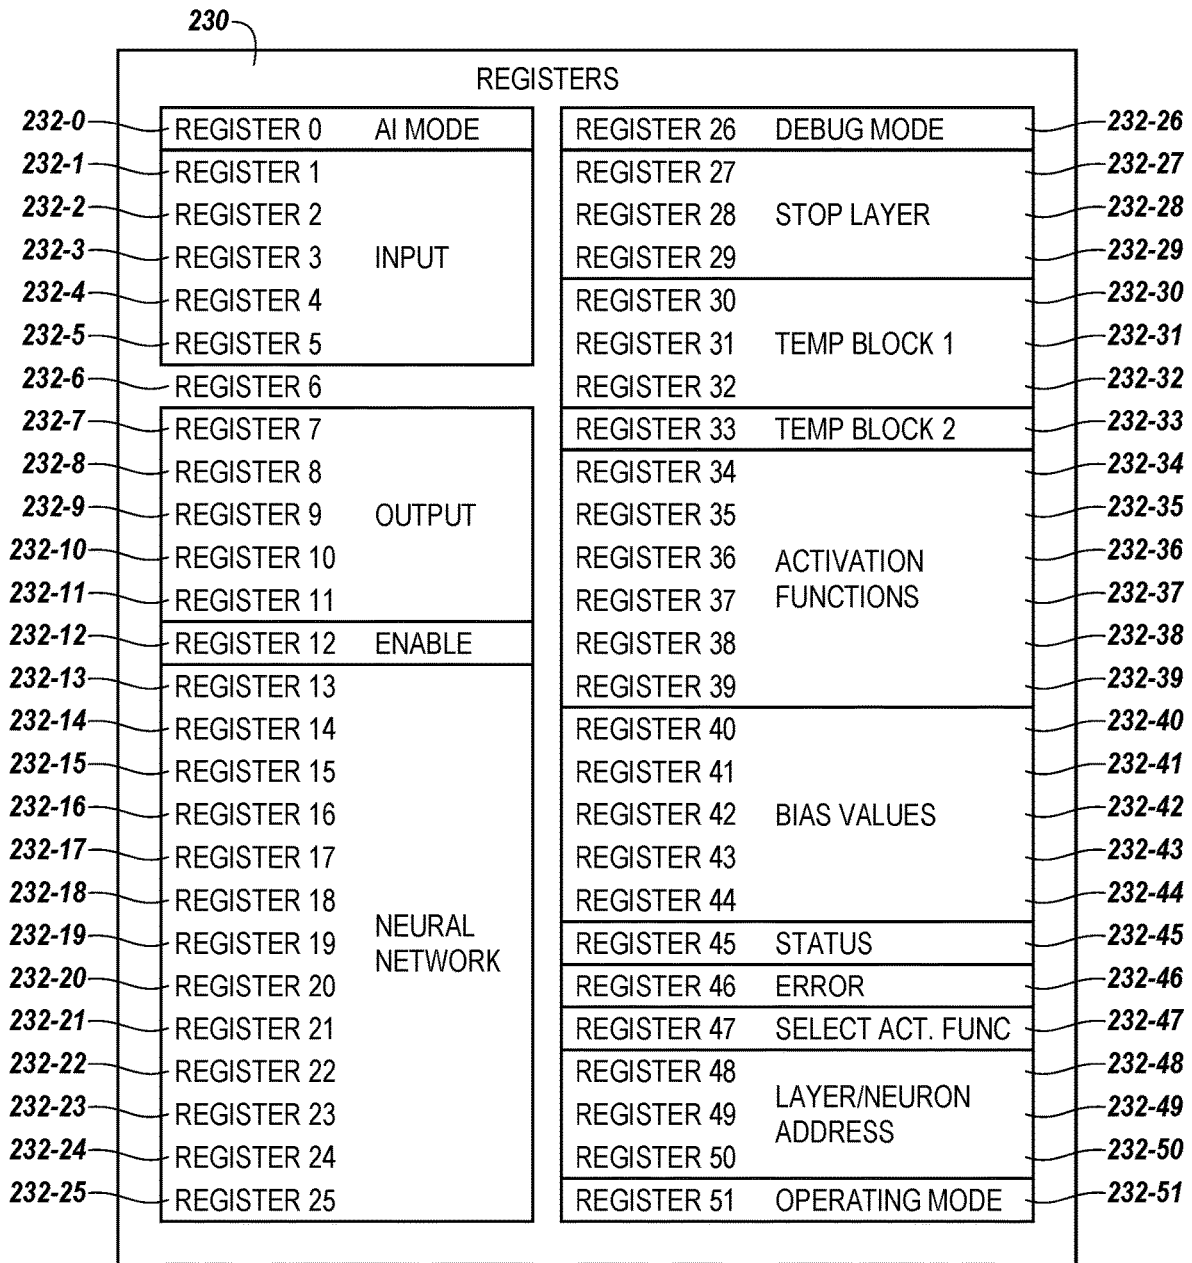 230
REGISTERS
232-0 REGISTER 0 AI MODE
232-1 REGISTER 1
232-2 REGISTER 2
232-3 REGISTER 3 INPUT
232-4 REGISTER 4
232-5 REGISTER 5
232-6 REGISTER 6
232-7 REGISTER 7
232-8 REGISTER 8
232-9 REGISTER 9 OUTPUT
232-10 REGISTER 10
232-11 REGISTER 11
232-12 REGISTER 12 ENABLE
232-13 REGISTER 13
232-14 REGISTER 14
232-15 REGISTER 15
232-16 REGISTER 16
232-17 REGISTER 17
232-18 REGISTER 18
NEURAL
232-19 REGISTER 19
NETWORK
232-20 REGISTER 20
232-21 REGISTER 21
232-22 REGISTER 22
232-23 REGISTER 23
232-24 REGISTER 24
232-25 REGISTER 25
REGISTER 26 DEBUG MODE 232-26
REGISTER 27 232-27
REGISTER 28 STOP LAYER 232-28
REGISTER 29 232-29
REGISTER 30 232-30
REGISTER 31 TEMP BLOCK 1 232-31
REGISTER 32 232-32
REGISTER 33 TEMP BLOCK 2 232-33
REGISTER 34 232-34
REGISTER 35 232-35
REGISTER 36 ACTIVATION 232-36
REGISTER 37 FUNCTIONS 232-37
REGISTER 38 232-38
REGISTER 39 232-39
REGISTER 40 232-40
REGISTER 41 232-41
REGISTER 42 BIAS VALUES 232-42
REGISTER 43 232-43
REGISTER 44 232-44
REGISTER 45 STATUS 232-45
REGISTER 46 ERROR 232-46
REGISTER 47 SELECT ACT. FUNC 232-47
REGISTER 48 232-48
LAYER/NEURON
REGISTER 49 232-49
ADDRESS
REGISTER 50 232-50
REGISTER 51 OPERATING MODE 232-51